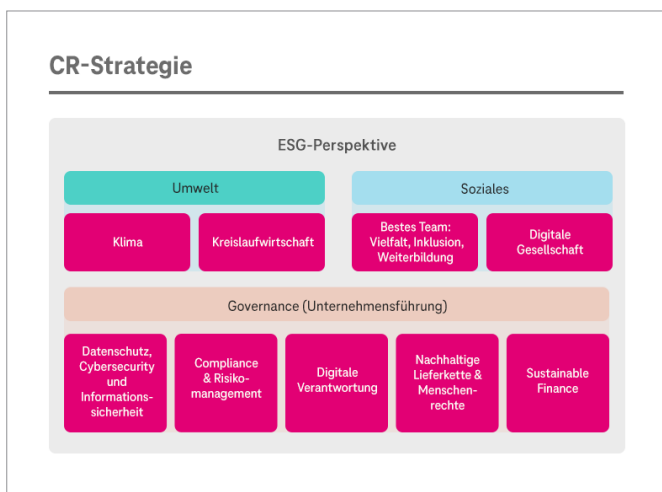 CR-Strategie
ESG-Perspektive
Umwelt
Soziales
Klima
Kreislaufwirtschaft
Bestes Team:
Vielfalt, Inklusion,
Weiterbildung
Digitale
Gesellschaft
Governance (Unternehmensführung)
Datenschutz,
Cybersecurity
und
Informations-
sicherheit
Compliance
& Risiko-
management
Digitale
Verantwortung
Nachhaltige
Lieferkette &
Menschen-
rechte
Sustainable
Finance